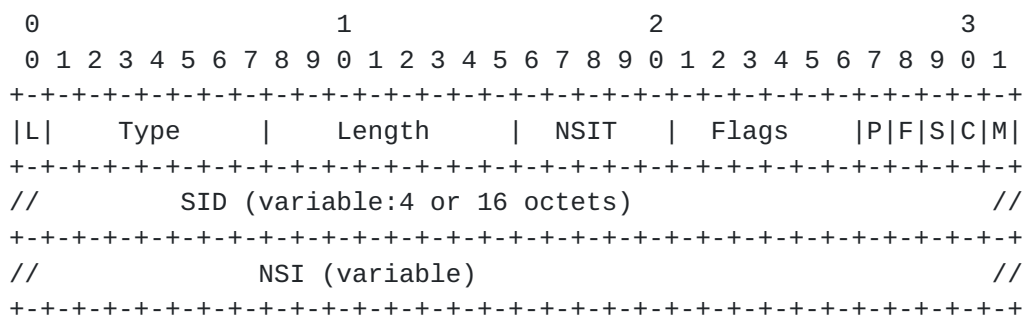 0                   1                   2                   3
 0 1 2 3 4 5 6 7 8 9 0 1 2 3 4 5 6 7 8 9 0 1 2 3 4 5 6 7 8 9 0 1
+-+-+-+-+-+-+-+-+-+-+-+-+-+-+-+-+-+-+-+-+-+-+-+-+-+-+-+-+-+-+-+-+
|L|    Type     |    Length     |  NSIT   |  Flags    |P|F|S|C|M|
+-+-+-+-+-+-+-+-+-+-+-+-+-+-+-+-+-+-+-+-+-+-+-+-+-+-+-+-+-+-+-+-+
//         SID (variable:4 or 16 octets)                       //
+-+-+-+-+-+-+-+-+-+-+-+-+-+-+-+-+-+-+-+-+-+-+-+-+-+-+-+-+-+-+-+-+
//              NSI (variable)                                 //
+-+-+-+-+-+-+-+-+-+-+-+-+-+-+-+-+-+-+-+-+-+-+-+-+-+-+-+-+-+-+-+-+